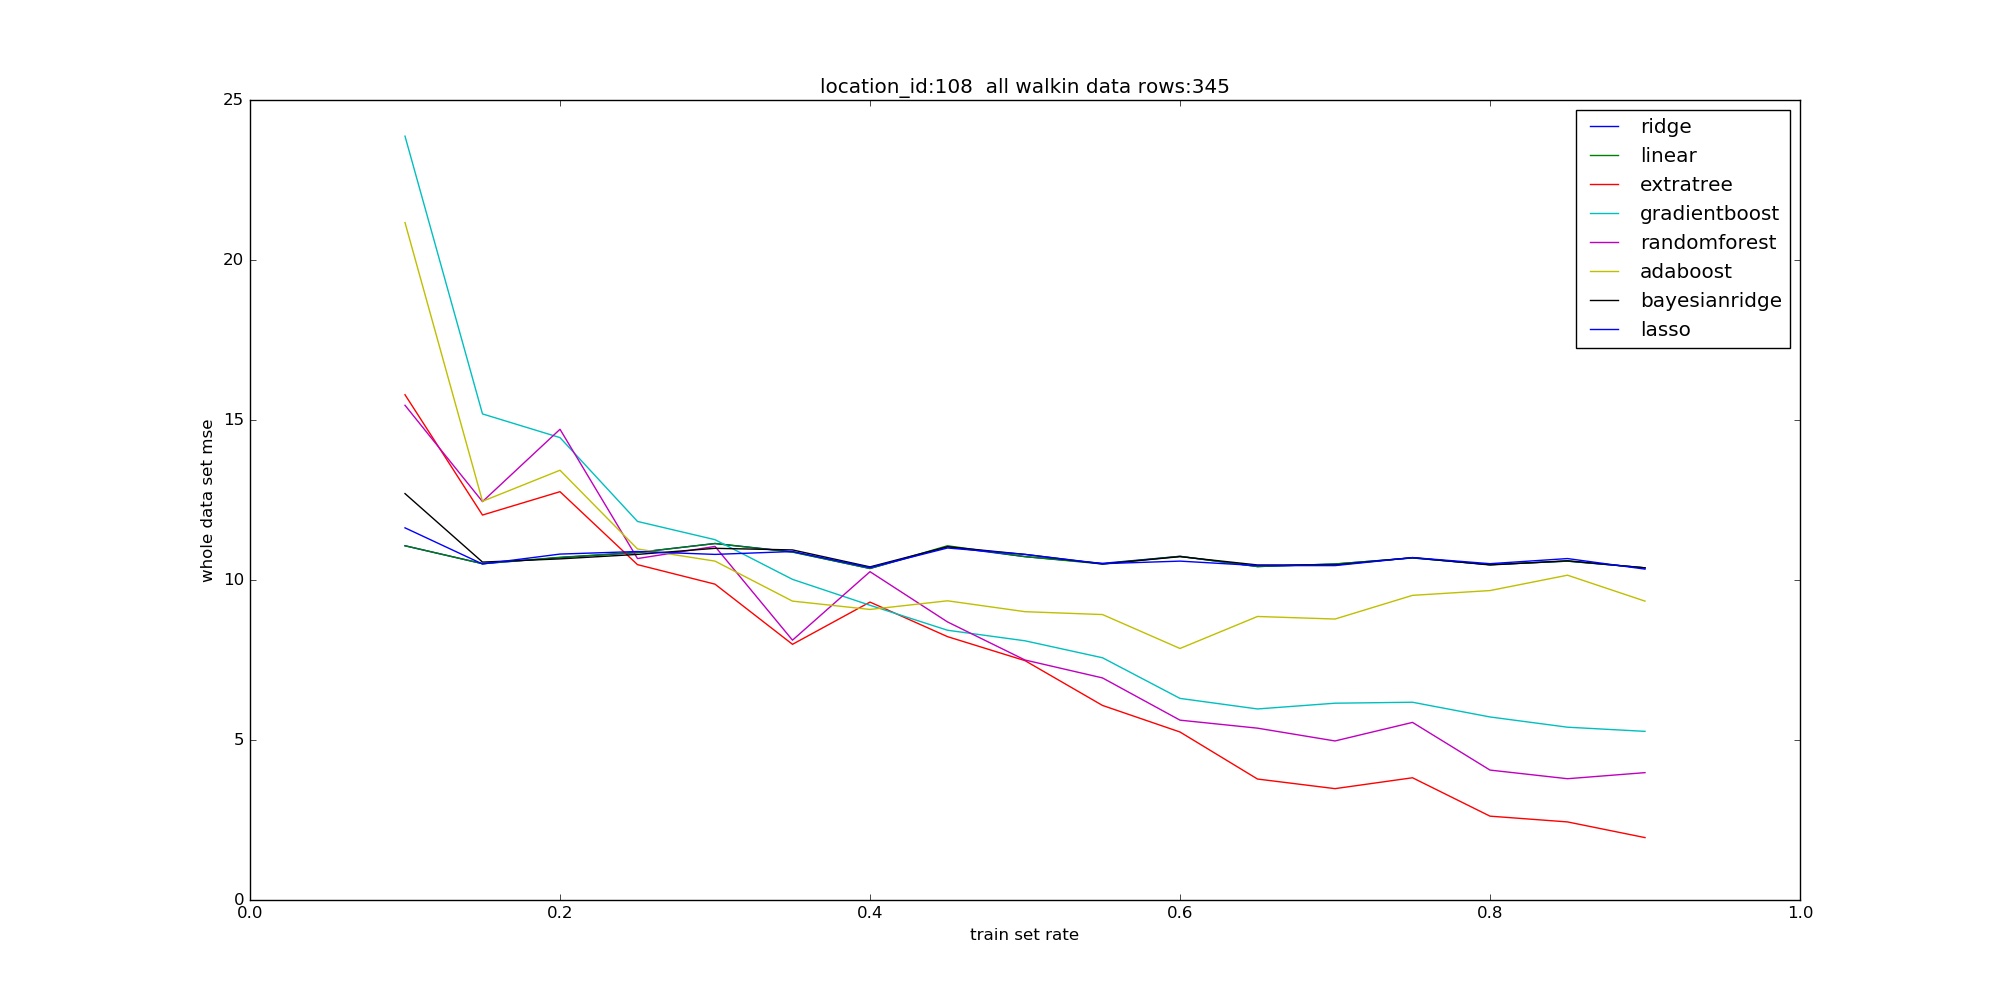 location_id:108  all walkin data rows:345
25
20
15
10
5
0
whole data set mse
ridge
linear
extratree
gradientboost
randomforest
adaboost
bayesianridge
lasso
0.0 0.2 0.4 0.6 0.8 1.0
train set rate